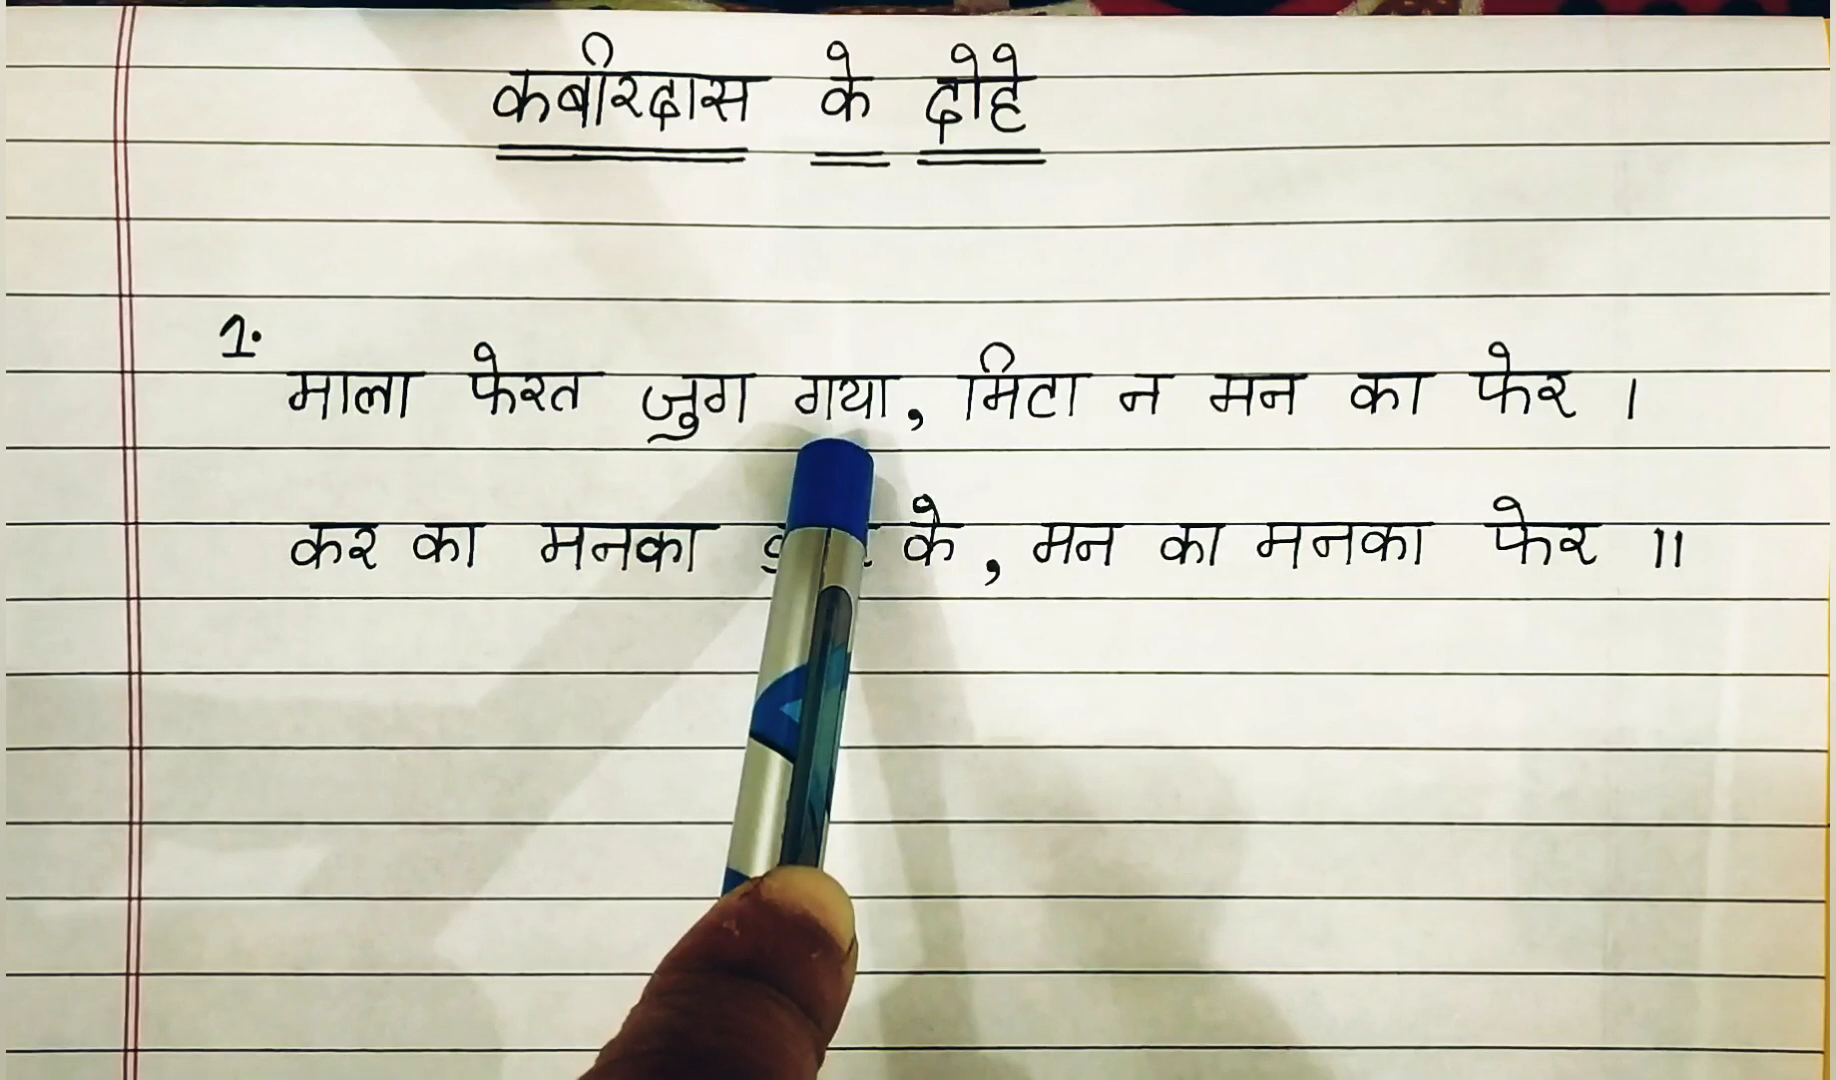 कबीरदास के दोहे
1.
माला फेरत जुग गया, मिटा न मन का फेर ।
कर का मनका के, मन का मनका फेर ॥